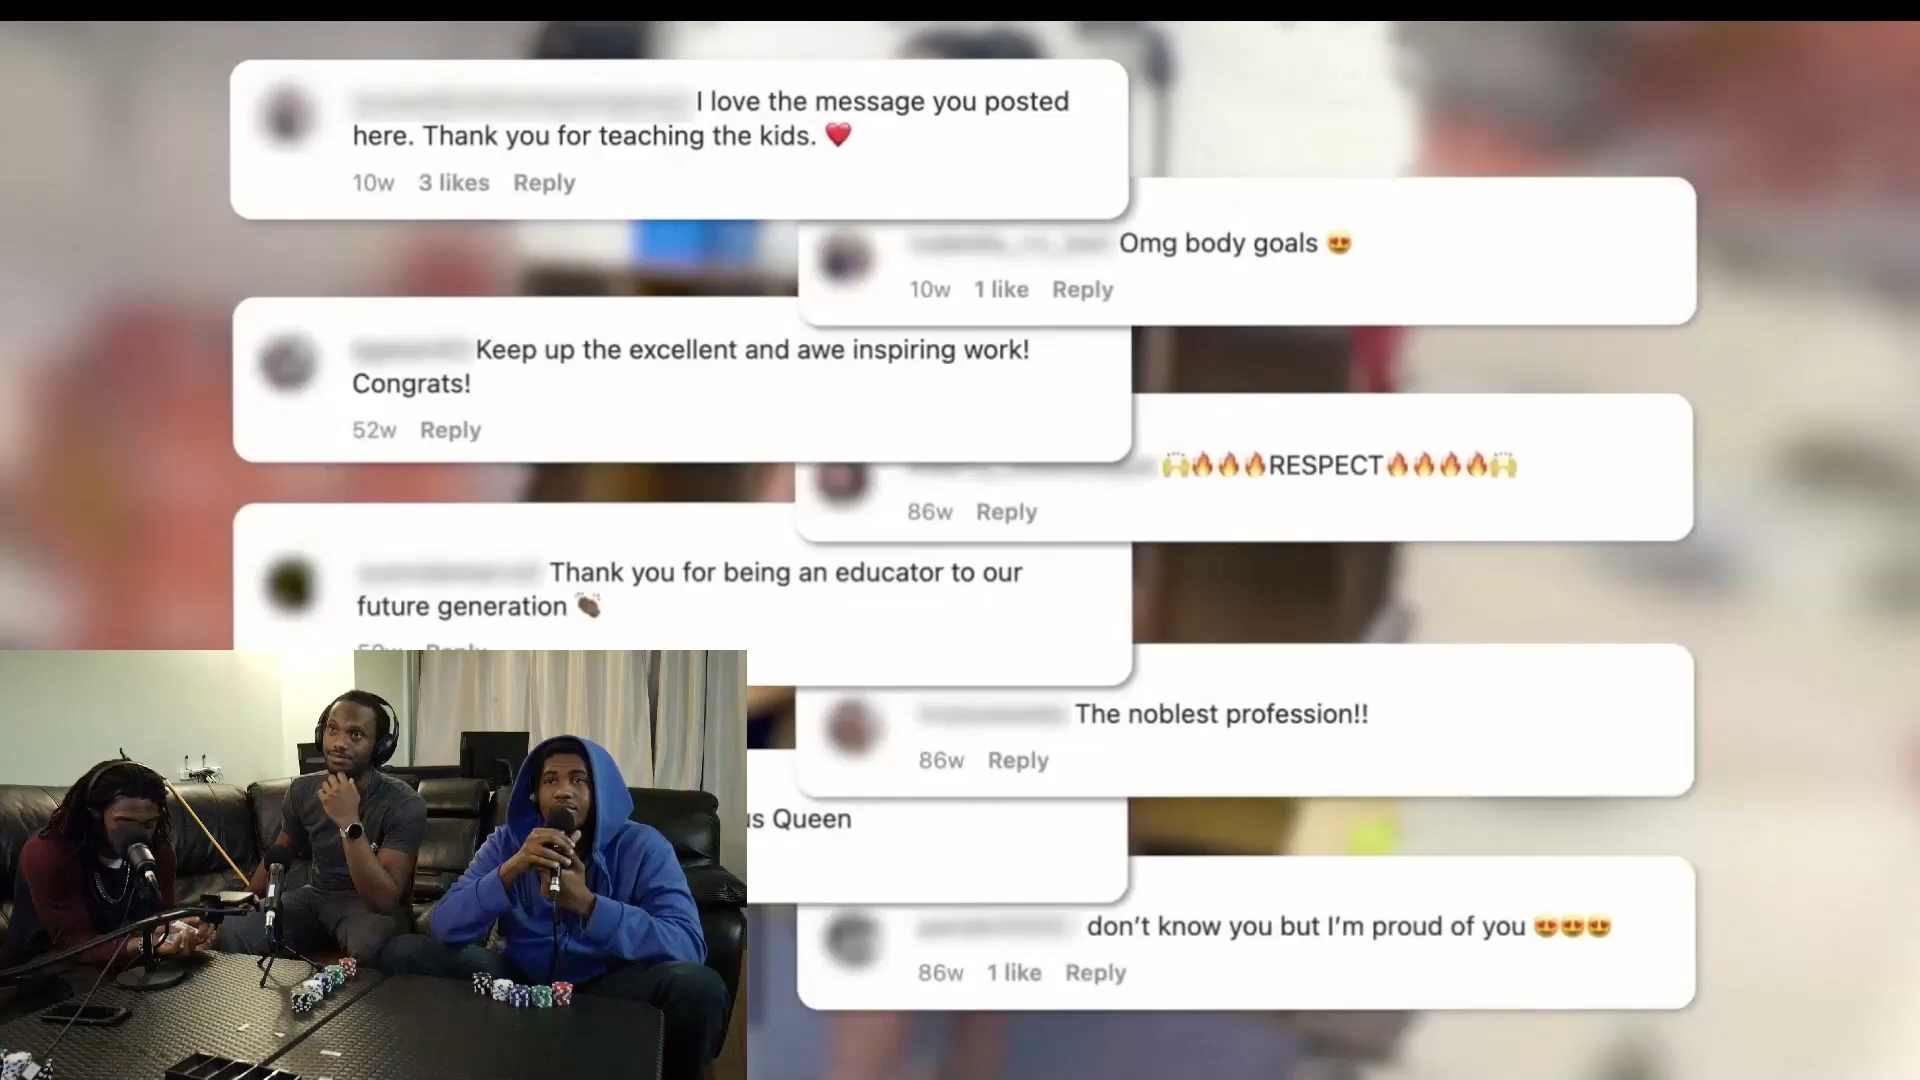 I love the message you posted
here. Thank you for teaching the kids. ❤️
10w 3 likes Reply
Omg body goals 😍
10w 1 like Reply
Keep up the excellent and awe inspiring work!
Congrats!
52w Reply
🙌🔥🔥🔥RESPECT🔥🔥🔥🔥🙌
86w Reply
Thank you for being an educator to our
future generation 👏🏾
Reply
The noblest profession!!
86w Reply
Queen
don't know you but I'm proud of you 😍😍😍
86w 1 like Reply